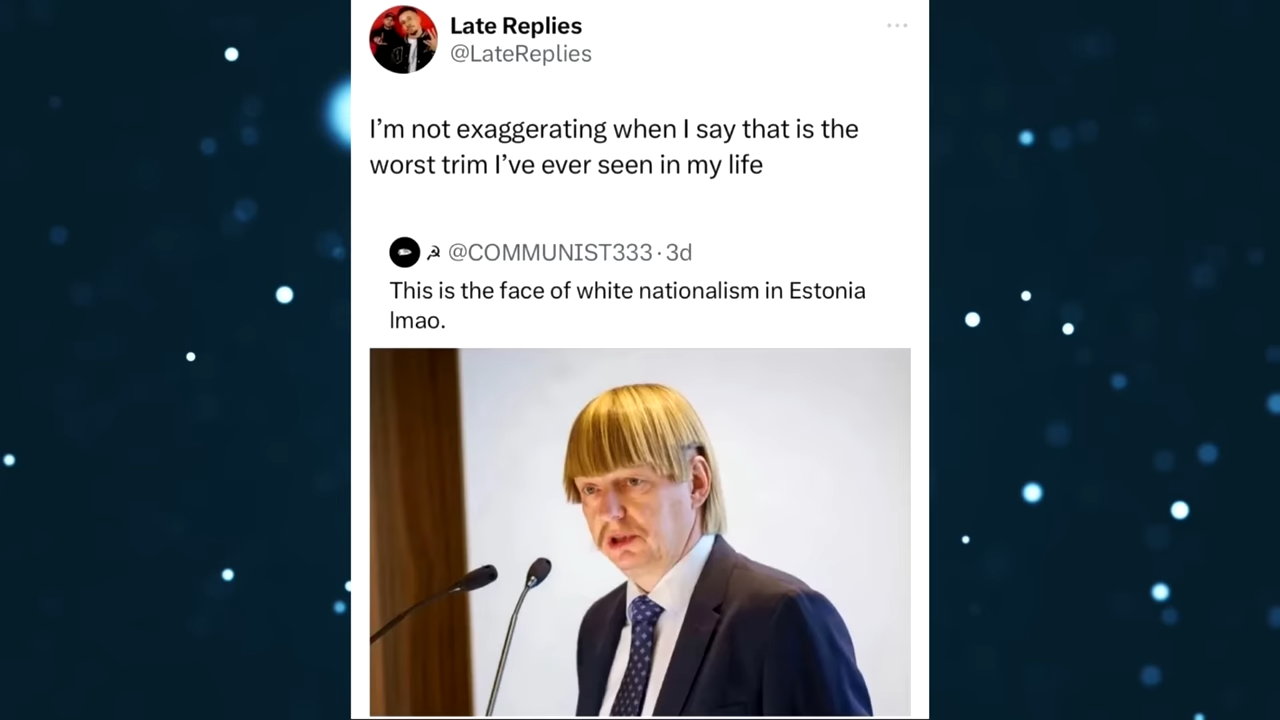 Late Replies
@LateReplies
I’m not exaggerating when I say that is the
worst trim I’ve ever seen in my life
☭ @COMMUNIST333 · 3d
This is the face of white nationalism in Estonia
lmao.